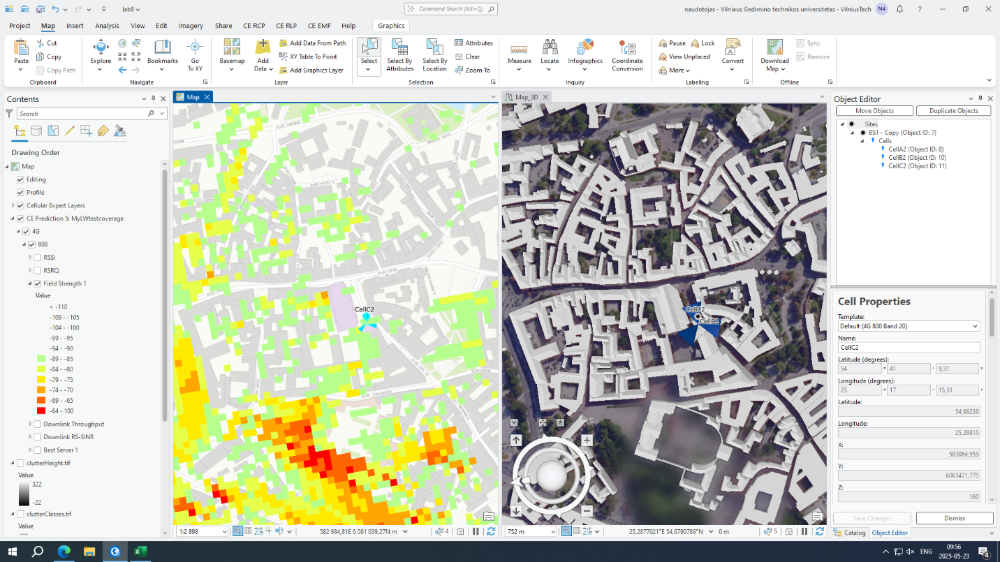 lab8
Command Search (Alt+Q)
naudotojas - Vilniaus Gedimino technikos universitetas - VilniusTech
N4
?
Project Map Insert Analysis View Edit Imagery Share CE RCP CE RLP CE EMF Help Graphics
Paste
Cut
Copy
Copy Path
Clipboard
Explore
Bookmarks
Go
To XY
Navigate
Basemap
Add
Data
Add Data From Path
XY Table To Point
Add Graphics Layer
Layer
Select
Select By
Attributes
Select By
Location
Attributes
Clear
Zoom To
Selection
Measure
Locate
Infographics
Coordinate
Conversion
Inquiry
Pause
Lock
View Unplaced
More
Convert
Labeling
Download
Map
Sync
Remove
Offline
Contents
Search
Drawing Order
Map
Editing
Profile
Cellular Expert Layers
CE Prediction 5: MyLWtestcoverage
4G
800
RSSI
RSRQ
Field Strength 1
Value
< -110
-109 - -105
-104 - -100
-99 - -95
-94 - -90
-89 - -85
-84 - -80
-79 - -75
-74 - -70
-69 - -65
-64 - 100
Downlink Throughput
Downlink RS-SINR
Best Server 1
clutterHeight.tif
Value
322
-22
clutterClasses.tif
Value
Map
CellC2
1:2 898
582 984,81E 6 061 039,27N m
4
Map_3D
CellC2
CellB2
752 m
25,2877021°E 54,6790789°N
0 m
5
Object Editor
Move Objects
Duplicate Objects
Sites
BS1 - Copy (Object ID: 7)
Cells
CellA2 (Object ID: 8)
CellB2 (Object ID: 10)
CellC2 (Object ID: 11)
Cell Properties
Template:
Default (4G 800 Band 20)
Name:
CellC2
Latitude (degrees):
54 ° 41 ' 9,31 "
Longitude (degrees):
25 ° 17 ' 15,51 "
Latitude:
54,68238
Longitude:
25,28815
X:
583064,959
Y:
6061421,775
Z:
160
Save Changes
Dismiss
Catalog
Object Editor
ENG
09:56
2025-05-23
4